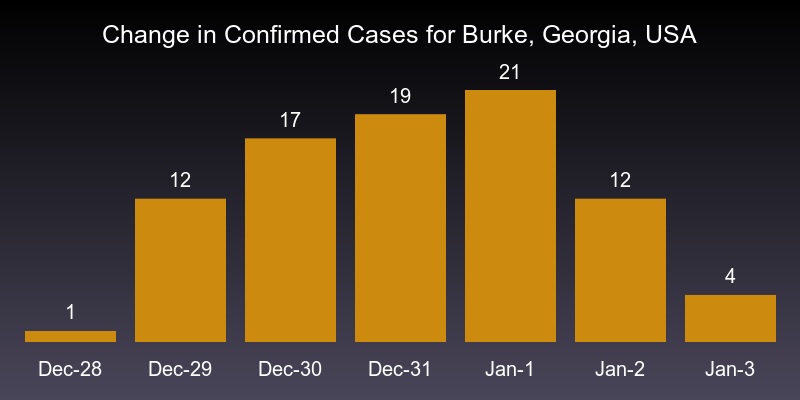 Change in Confirmed Cases for Burke, Georgia, USA
1
12
17
19
21
12
4
Dec-28
Dec-29
Dec-30
Dec-31
Jan-1
Jan-2
Jan-3